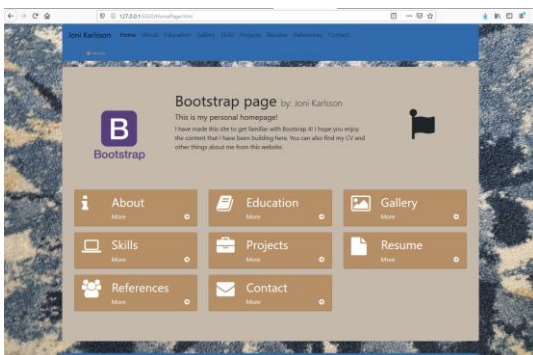 127.0.0.1:5500/HomePage.html
Joni Karlsson Home About Education Gallery Skills Projects Resume References Contact
Home
Bootstrap page by: Joni Karlsson
This is my personal homepage!
I have made this site to get familiar with Bootsrap 4! I hope you enjoy
the content that I have been building here. You can also find my CV and
other things about me from this website.
B
Bootstrap
About
More
Education
More
Gallery
More
Skills
More
Projects
More
Resume
More
References
More
Contact
More